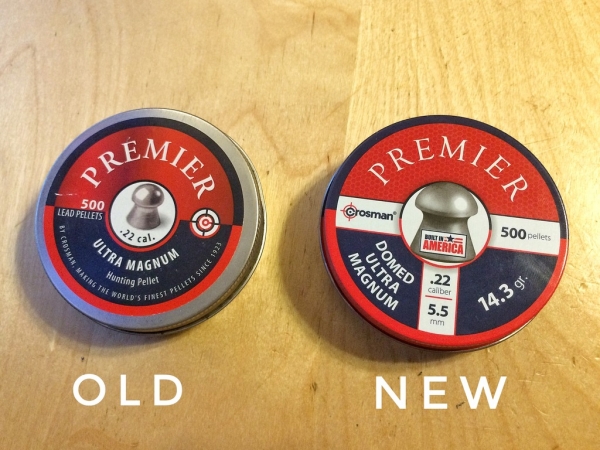 PREMIER
500
LEAD PELLETS
.22 cal.
ULTRA MAGNUM
Hunting Pellet
BY CROSMAN, MAKING THE WORLD'S FINEST PELLETS SINCE 1923
OLD
PREMIER
Crosman®
BUILT IN
AMERICA
500 pellets
DOMED
ULTRA
MAGNUM
.22
caliber
5.5
mm
14.3 gr.
NEW